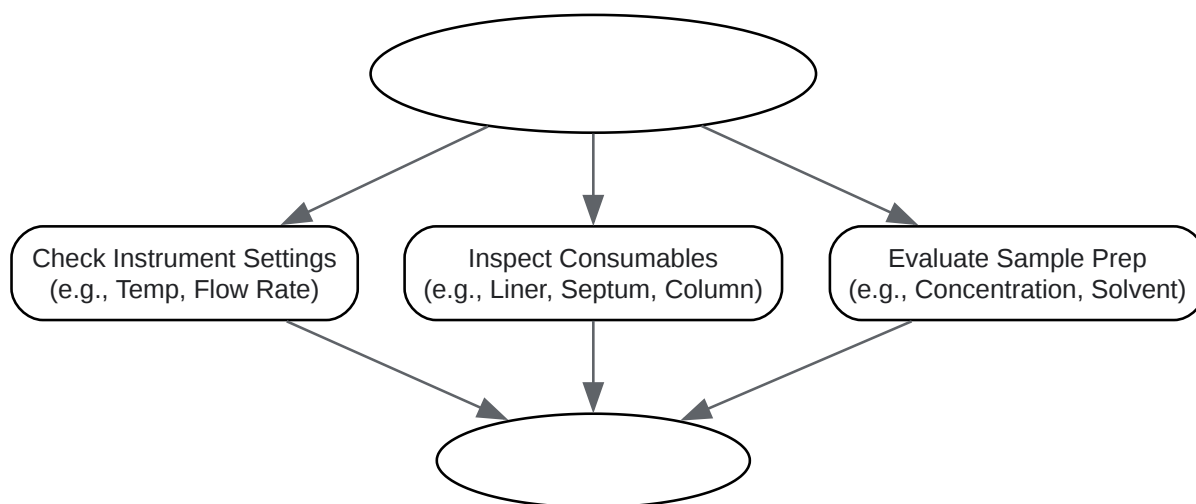 Check Instrument Settings
(e.g., Temp, Flow Rate)
Inspect Consumables
(e.g., Liner, Septum, Column)
Evaluate Sample Prep
(e.g., Concentration, Solvent)